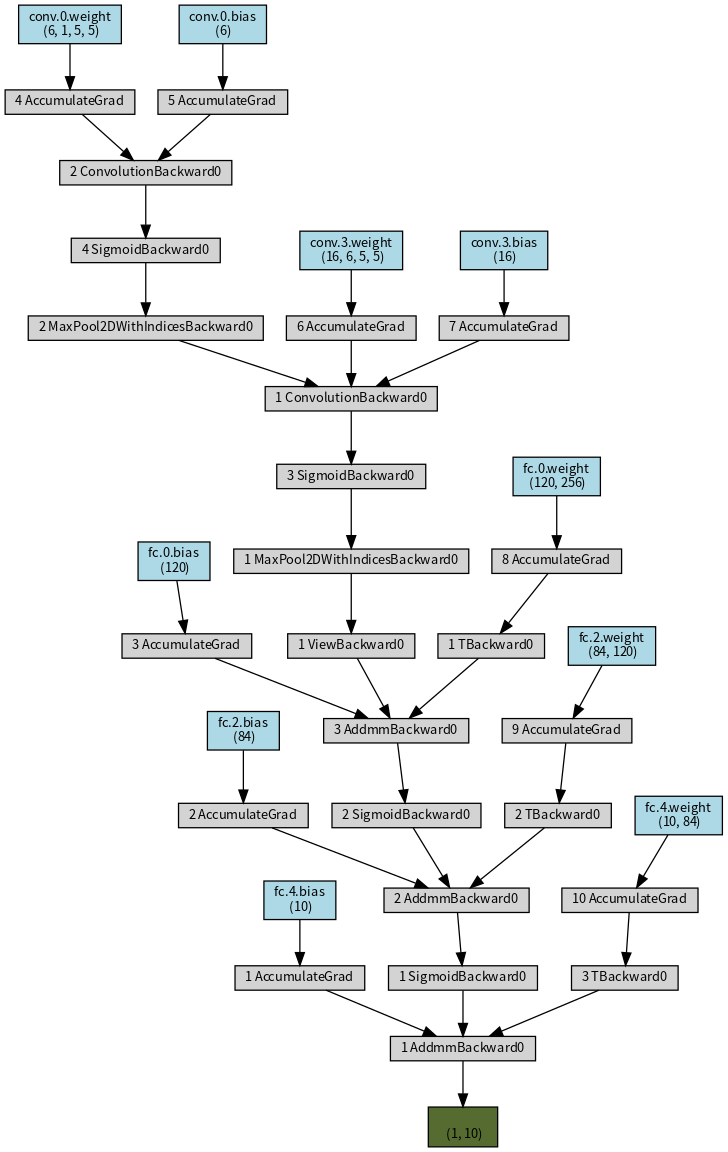 conv.0.weight
(6, 1, 5, 5)
conv.0.bias
(6)
4 AccumulateGrad
5 AccumulateGrad
2 ConvolutionBackward0
4 SigmoidBackward0
conv.3.weight
(16, 6, 5, 5)
conv.3.bias
(16)
2 MaxPool2DWithIndicesBackward0
6 AccumulateGrad
7 AccumulateGrad
1 ConvolutionBackward0
3 SigmoidBackward0
fc.0.weight
(120, 256)
fc.0.bias
(120)
1 MaxPool2DWithIndicesBackward0
8 AccumulateGrad
3 AccumulateGrad
1 ViewBackward0
1 TBackward0
fc.2.weight
(84, 120)
fc.2.bias
(84)
3 AddmmBackward0
9 AccumulateGrad
2 AccumulateGrad
2 SigmoidBackward0
2 TBackward0
fc.4.weight
(10, 84)
fc.4.bias
(10)
2 AddmmBackward0
10 AccumulateGrad
1 AccumulateGrad
1 SigmoidBackward0
3 TBackward0
1 AddmmBackward0
(1, 10)